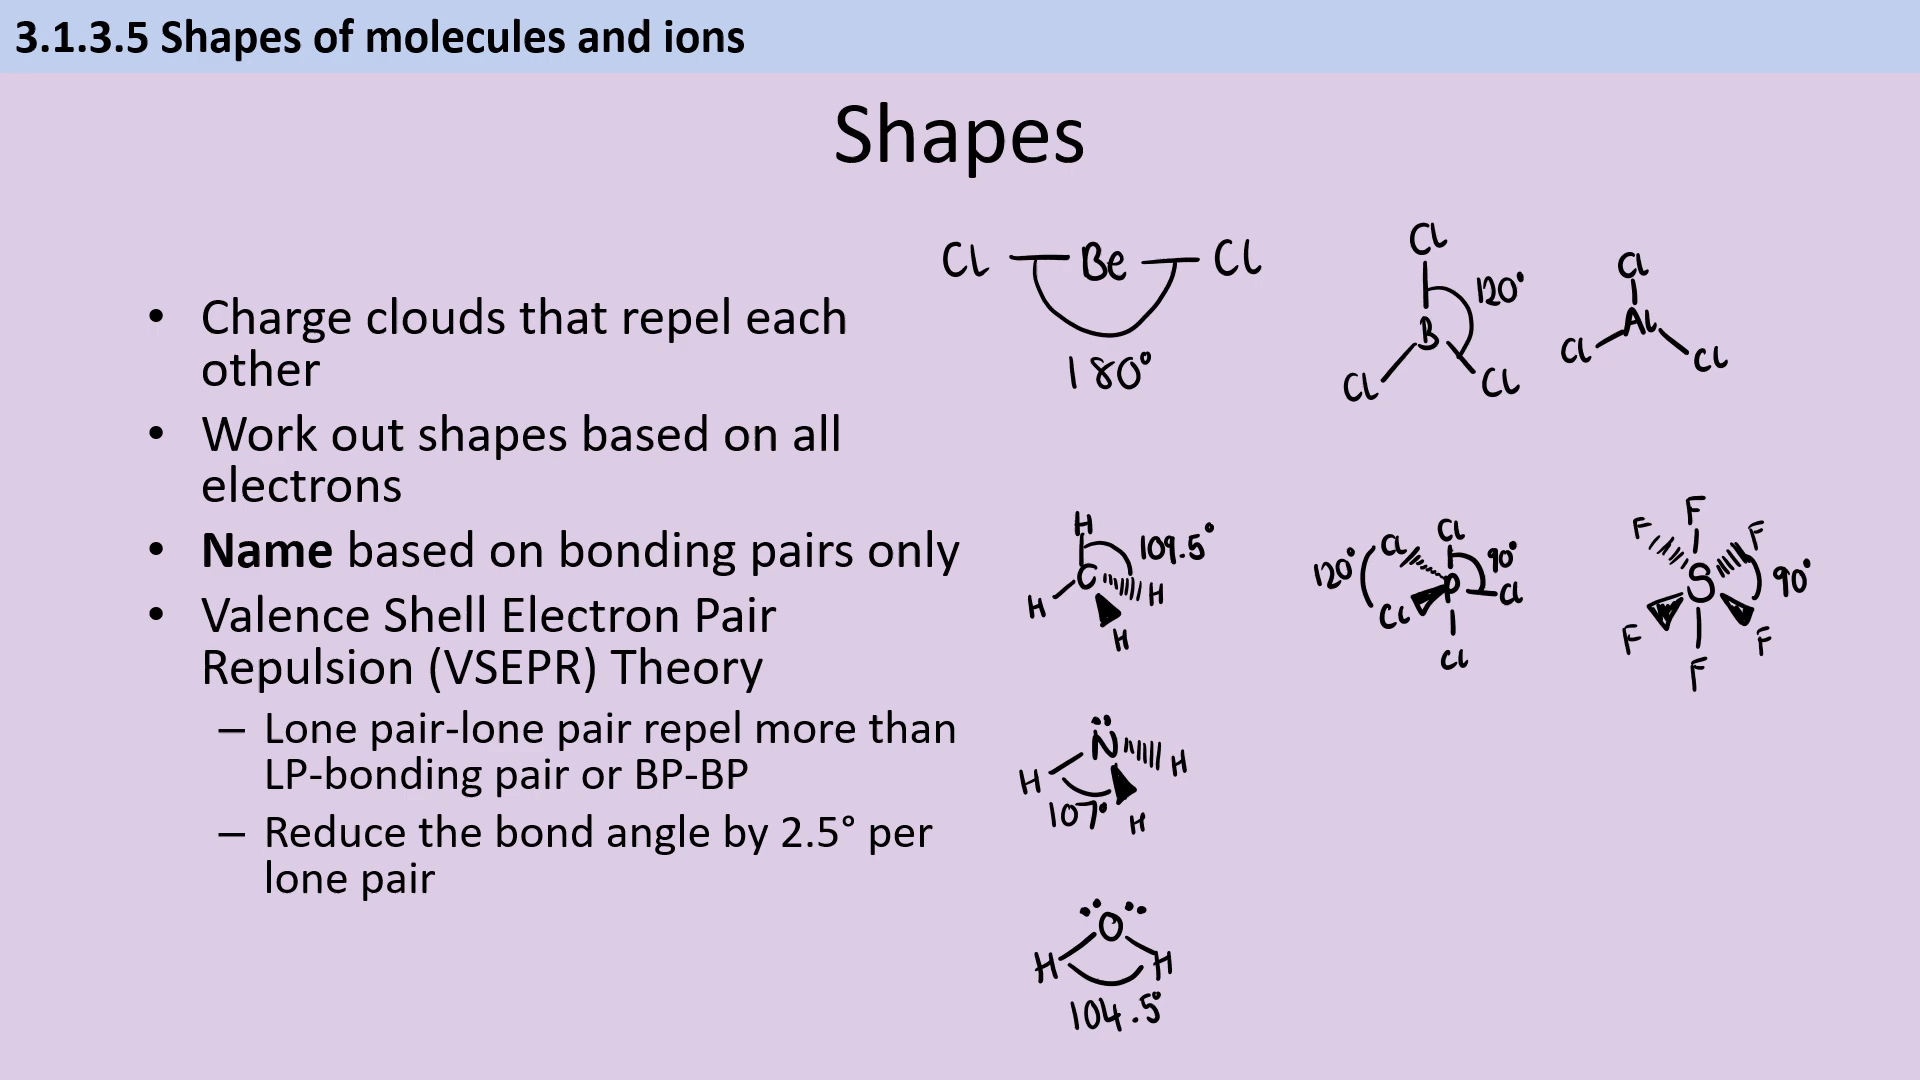 3.1.3.5 Shapes of molecules and ions
Shapes
• Charge clouds that repel each
other
• Work out shapes based on all
electrons
• Name based on bonding pairs only
• Valence Shell Electron Pair
Repulsion (VSEPR) Theory
– Lone pair-lone pair repel more than
LP-bonding pair or BP-BP
– Reduce the bond angle by 2.5° per
lone pair
Cl Be Cl
180°
Cl
120°
B
Cl Cl
Cl
Al
Cl Cl
H
109.5°
C
H H
H
Cl
Cl 90°
120° P Cl
Cl
Cl
F
F F
S 90°
F F
F
N
H H
107° H
O
H H
104.5°